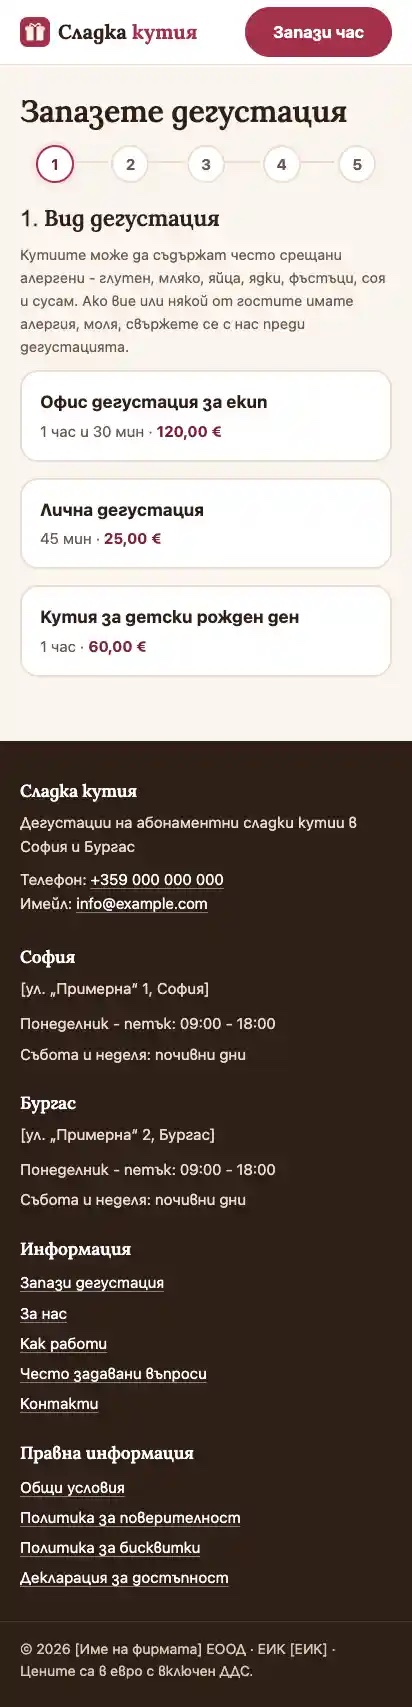 Сладка кутия
Запази час
Запазете дегустация
1
2
3
4
5
1. Вид дегустация
Кутиите може да съдържат често срещани
алергени - глутен, мляко, яйца, ядки, фъстъци, соя
и сусам. Ако вие или някой от гостите имате
алергия, моля, свържете се с нас преди
дегустацията.
Офис дегустация за екип
1 час и 30 мин · 120,00 €
Лична дегустация
45 мин · 25,00 €
Кутия за детски рожден ден
1 час · 60,00 €
Сладка кутия
Дегустации на абонаментни сладки кутии в
София и Бургас
Телефон: +359 000 000 000
Имейл: info@example.com
София
[ул. „Примерна“ 1, София]
Понеделник - петък: 09:00 - 18:00
Събота и неделя: почивни дни
Бургас
[ул. „Примерна“ 2, Бургас]
Понеделник - петък: 09:00 - 18:00
Събота и неделя: почивни дни
Информация
Запази дегустация
За нас
Как работи
Често задавани въпроси
Контакти
Правна информация
Общи условия
Политика за поверителност
Политика за бисквитки
Декларация за достъпност
© 2026 [Име на фирмата] ЕООД · ЕИК [ЕИК] ·
Цените са в евро с включен ДДС.